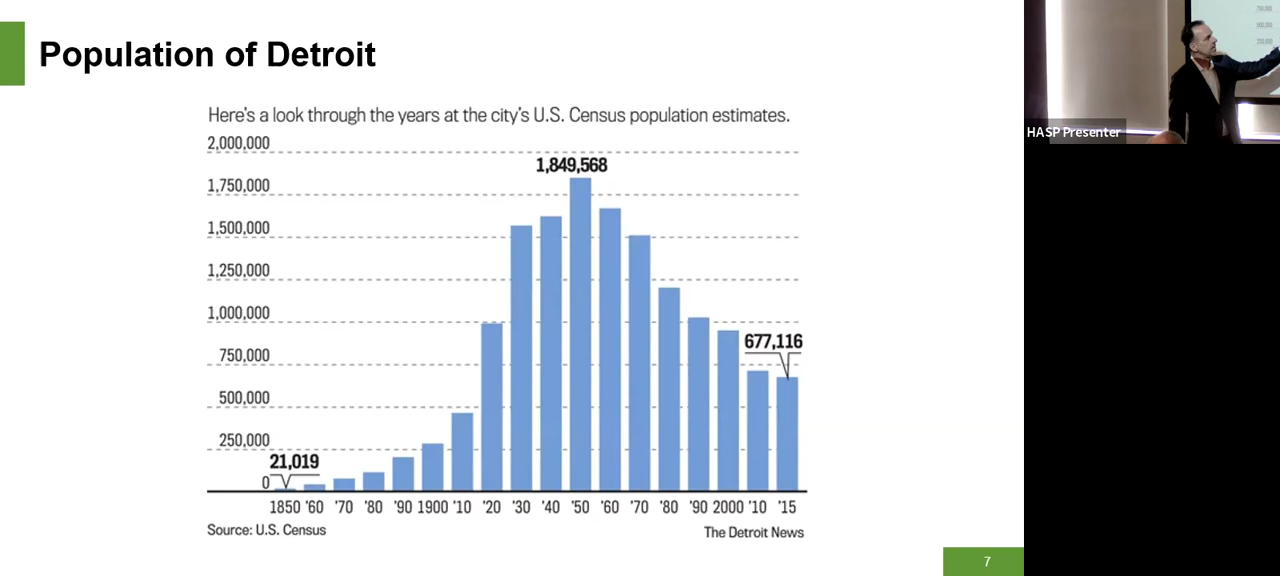 Population of Detroit
Here's a look through the years at the city's U.S. Census population estimates.
2,000,000
1,849,568
1,750,000
1,500,000
1,250,000
1,000,000
677,116
750,000
500,000
250,000
21,019
0
1850 '60 '70 '80 '90 1900 '10 '20 '30 '40 '50 '60 '70 '80 '90 2000 '10 '15
Source: U.S. Census
The Detroit News
7
HASP Presenter